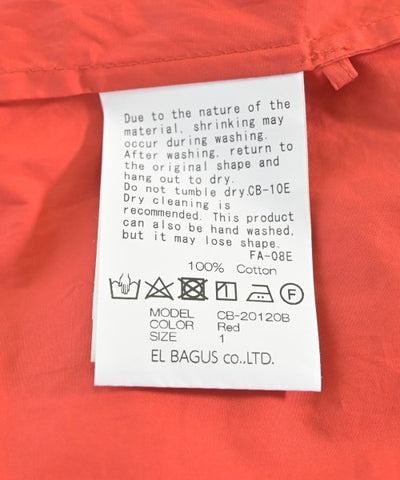 Due to the nature of the
material, shrinking may
occur during washing.
After washing, return to
the original shape and
hang out to dry.
Do not tumble dry.CB-10E
Dry cleaning is
recommended. This product
can also be hand washed,
but it may lose shape.
FA-08E
100% Cotton
F
MODEL CB-20120B
COLOR Red
SIZE 1
EL BAGUS CO.,LTD.